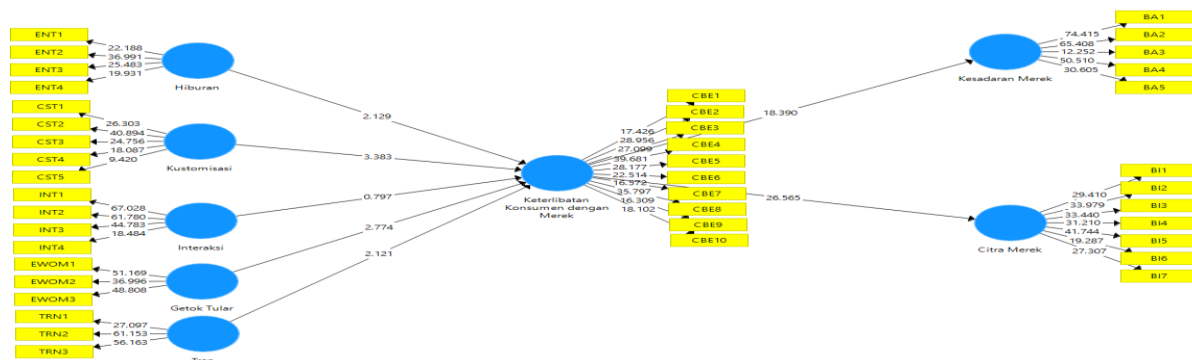 ENT1
ENT2
ENT3
ENT4
22.188
36.991
25.483
19.931
Hiburan
CST1
CST2
CST3
CST4
CST5
26.303
40.894
24.756
18.087
9.420
Kustomisasi
INT1
INT2
INT3
INT4
67.028
61.780
44.783
18.484
Interaksi
EWOM1
EWOM2
EWOM3
51.169
36.996
48.808
Getok Tular
TRN1
TRN2
TRN3
27.097
61.153
56.163
Tren
2.129
3.383
0.797
2.774
2.121
Keterlibatan
Konsumen dengan
Merek
17.426
28.956
27.099
39.681
28.177
22.514
16.572
35.797
16.309
18.102
CBE1
CBE2
CBE3
CBE4
CBE5
CBE6
CBE7
CBE8
CBE9
CBE10
18.390
26.565
Kesadaran Merek
74.415
65.408
12.252
50.510
30.605
BA1
BA2
BA3
BA4
BA5
Citra Merek
29.410
33.979
33.440
31.210
41.744
19.287
27.307
BI1
BI2
BI3
BI4
BI5
BI6
BI7